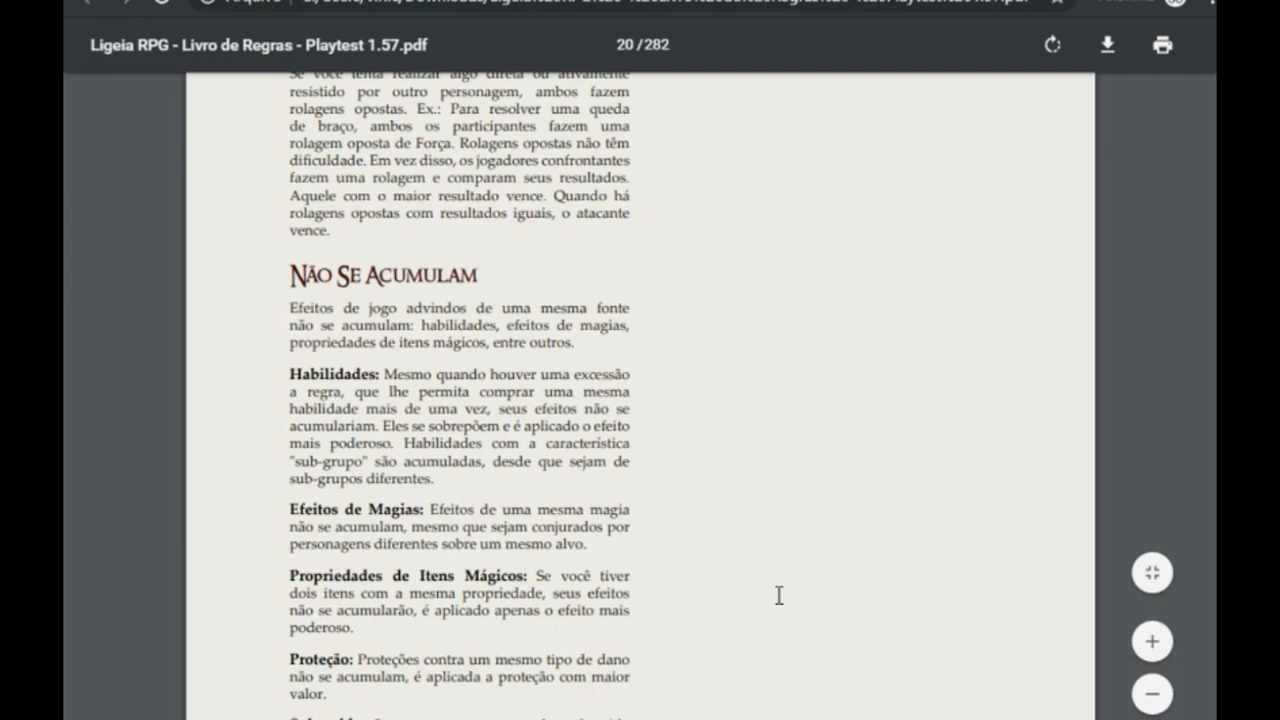 Ligeia RPG - Livro de Regras - Playtest 1.57.pdf
20 / 282
Se você tenta realizar algo direta ou ativamente
resistido por outro personagem, ambos fazem
rolagens opostas. Ex.: Para resolver uma queda
de braço, ambos os participantes fazem uma
rolagem oposta de Força. Rolagens opostas não têm
dificuldade. Em vez disso, os jogadores confrontantes
fazem uma rolagem e comparam seus resultados.
Aquele com o maior resultado vence. Quando há
rolagens opostas com resultados iguais, o atacante
vence.
NÃO SE ACUMULAM
Efeitos de jogo advindos de uma mesma fonte
não se acumulam: habilidades, efeitos de magias,
propriedades de itens mágicos, entre outros.
Habilidades: Mesmo quando houver uma excessão
a regra, que lhe permita comprar uma mesma
habilidade mais de uma vez, seus efeitos não se
acumulariam. Eles se sobrepõem e é aplicado o efeito
mais poderoso. Habilidades com a característica
"sub-grupo" são acumuladas, desde que sejam de
sub-grupos diferentes.
Efeitos de Magias: Efeitos de uma mesma magia
não se acumulam, mesmo que sejam conjurados por
personagens diferentes sobre um mesmo alvo.
Propriedades de Itens Mágicos: Se você tiver
dois itens com a mesma propriedade, seus efeitos
não se acumularão, é aplicado apenas o efeito mais
poderoso.
Proteção: Proteções contra um mesmo tipo de dano
não se acumulam, é aplicada a proteção com maior
valor.